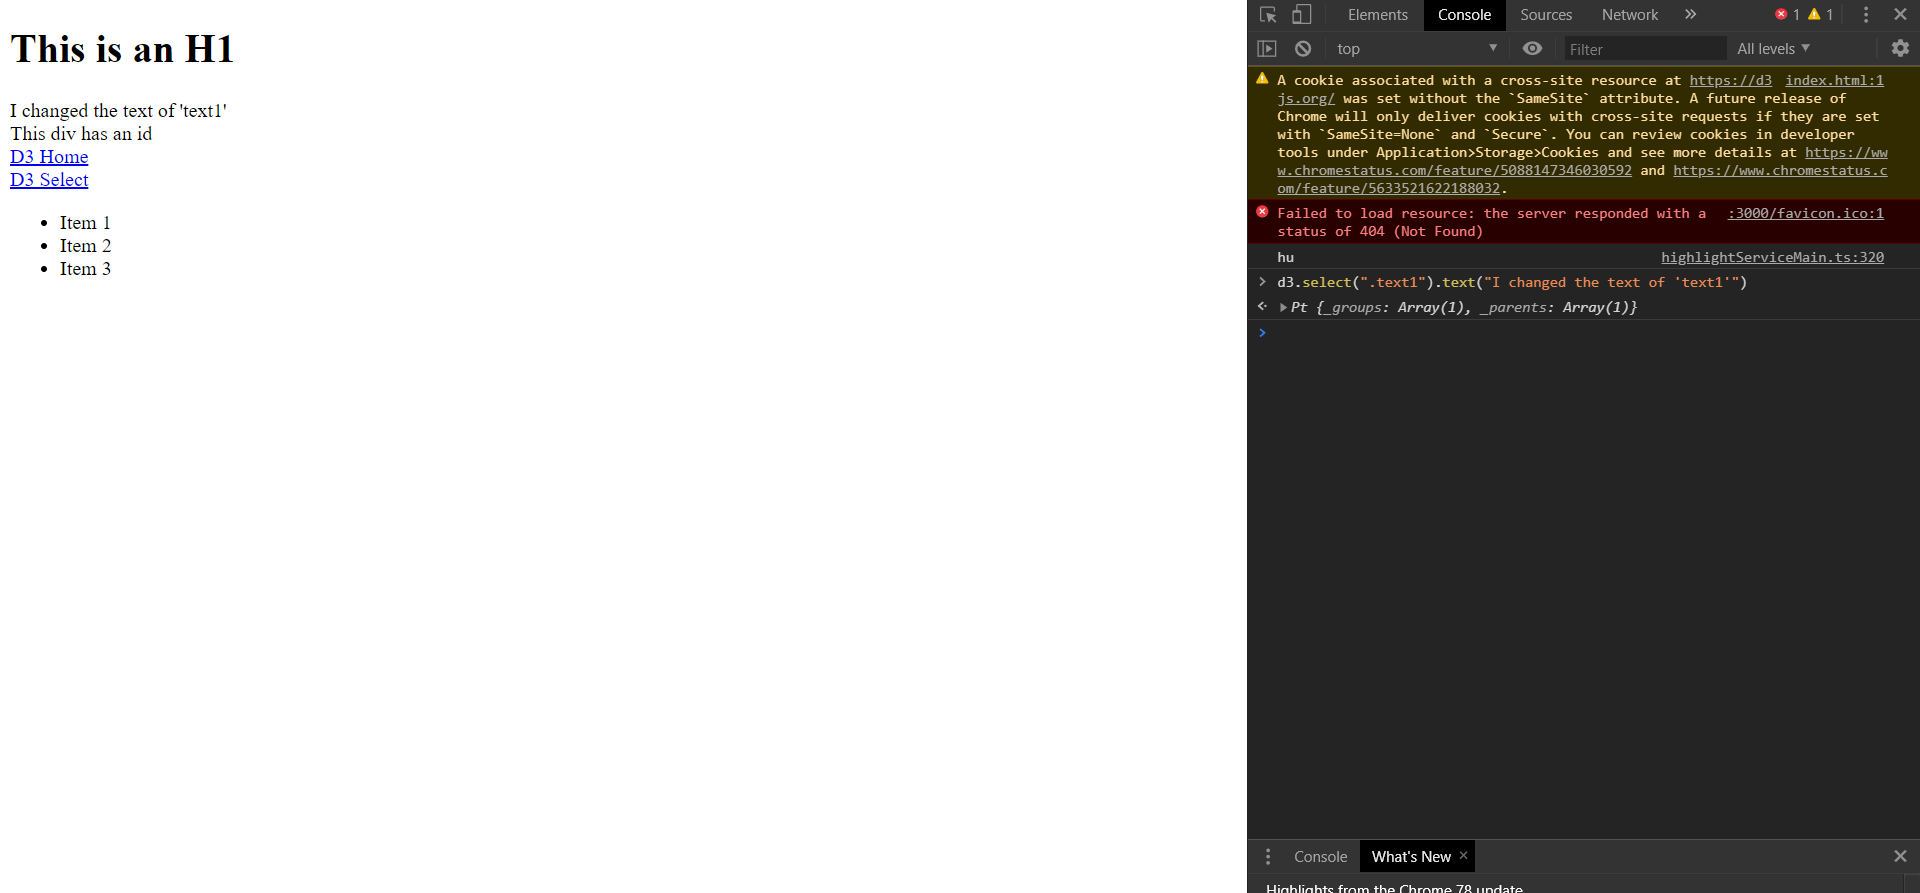 This is an H1
I changed the text of 'text1'
This div has an id
D3 Home
D3 Select
Item 1
Item 2
Item 3
Elements Console Sources Network » 1 1
top Filter All levels
A cookie associated with a cross-site resource at https://d3 index.html:1
js.org/ was set without the `SameSite` attribute. A future release of
Chrome will only deliver cookies with cross-site requests if they are set
with `SameSite=None` and `Secure`. You can review cookies in developer
tools under Application>Storage>Cookies and see more details at https://ww
w.chromestatus.com/feature/5088147346030592 and https://www.chromestatus.c
om/feature/5633521622188032.
Failed to load resource: the server responded with a :3000/favicon.ico:1
status of 404 (Not Found)
hu highlightServiceMain.ts:320
d3.select(".text1").text("I changed the text of 'text1'")
Pt {_groups: Array(1), _parents: Array(1)}
Console What's New
Highlights from the Chrome 78 update